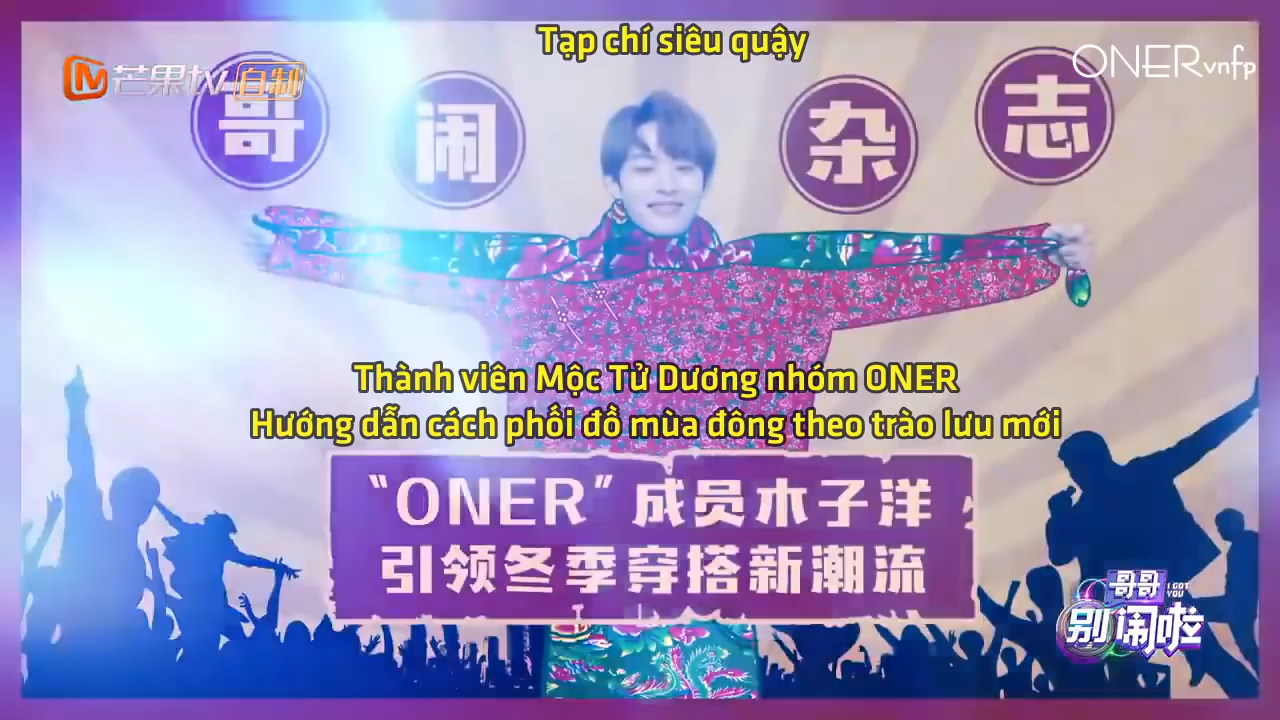 Tạp chí siêu quậy
ONERvnfp
芒果tv 自制
哥闹杂志
Thành viên Mộc Tử Dương nhóm ONER
Hướng dẫn cách phối đồ mùa đông theo trào lưu mới
"ONER"成员木子洋
引领冬季穿搭新潮流
哥哥 I GOT YOU
别闹啦